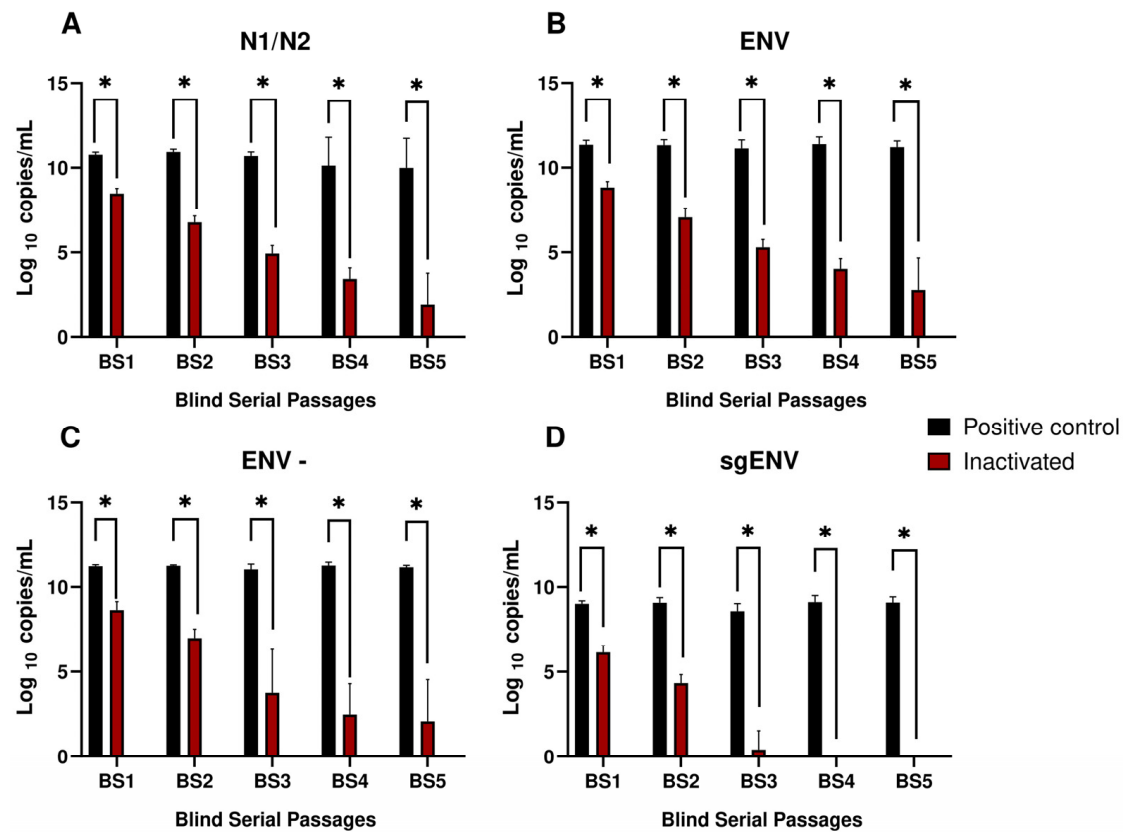 A
N1/N2
15
10
5
0
Log 10 copies/mL
* * * * *
BS1 BS2 BS3 BS4 BS5
Blind Serial Passages
B
ENV
15
10
5
0
Log 10 copies/mL
* * * * *
BS1 BS2 BS3 BS4 BS5
Blind Serial Passages
Positive control
Inactivated
C
ENV -
15
10
5
0
Log 10 copies/mL
* * * * *
BS1 BS2 BS3 BS4 BS5
Blind Serial Passages
D
sgENV
15
10
5
0
Log 10 copies/mL
* * * * *
BS1 BS2 BS3 BS4 BS5
Blind Serial Passages